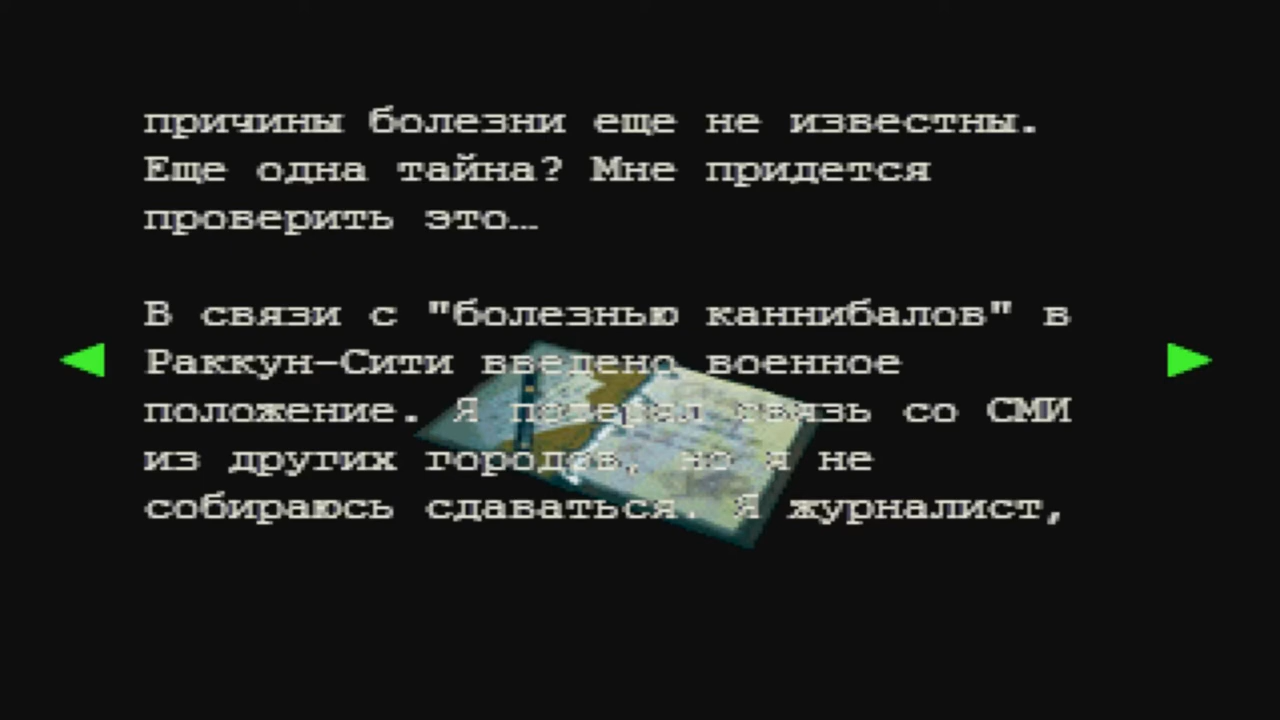 причины болезни еще не известны.
Еще одна тайна? Мне придется
проверить это…
В связи с "болезнью каннибалов" в
Раккун-Сити введено военное
положение. Я потерял связь со СМИ
из других городов, но я не
собираюсь сдаваться. Я журналист,